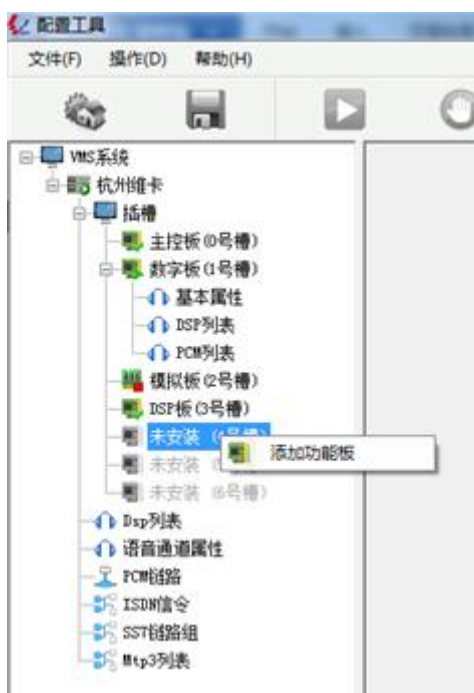 配置工具
文件(F) 操作(D) 帮助(H)
VMS系统
杭州维卡
插槽
主控板(0号槽)
数字板(1号槽)
基本属性
DSP列表
PCM列表
模拟板(2号槽)
DSP板(3号槽)
未安装
添加功能板
未安装
未安装 (6号槽)
Dsp列表
语音通道属性
PCM链路
ISDN信令
SS7链路组
Mtp3列表